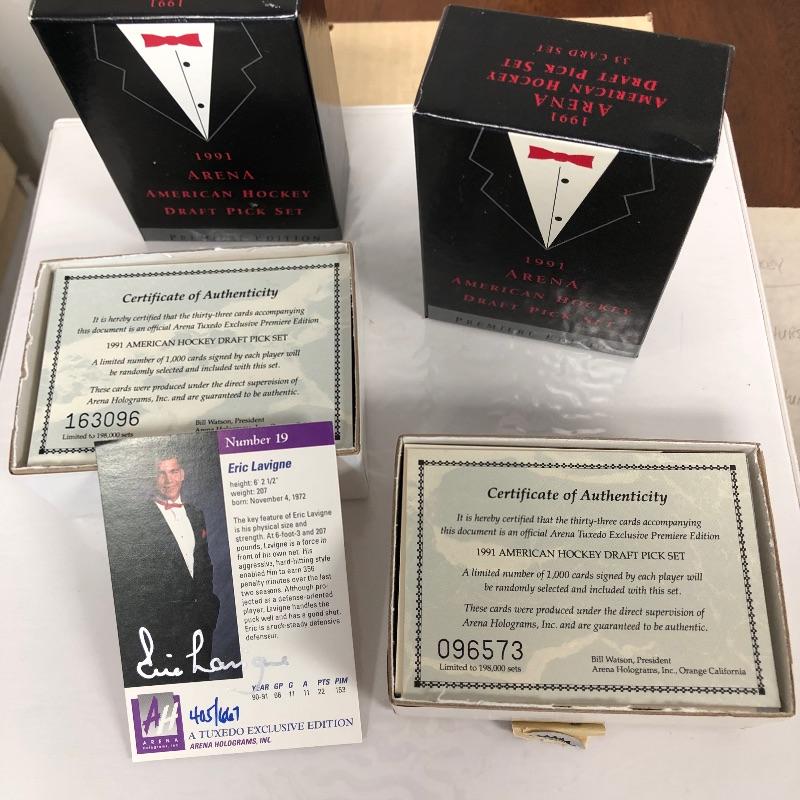 1991
1991
ARENA
AMERICAN HOCKEY
DRAFT PICK SET
PREMIERE EDITION
1991
ARENA
AMERICAN HOCKEY
DRAFT PICK SET
33 CARD SET
1991
ARENA
AMERICAN HOCKEY
DRAFT PICK SET
PREMIERE
Certificate of Authenticity
It is hereby certified that the thirty-three cards accompanying
this document is an official Arena Tuxedo Exclusive Premiere Edition
1991 AMERICAN HOCKEY DRAFT PICK SET
A limited number of 1,000 cards signed by each player will
be randomly selected and included with this set.
These cards were produced under the direct supervision of
Arena Holograms, Inc. and are guaranteed to be authentic.
163096
Limited to 198,000 sets
Bill Watson, President
Number 19
Eric Lavigne
height: 6' 2 1/2"
weight: 207
born: November 4, 1972
The key feature of Eric Lavigne
is his physical size and
strength. At 6-foot-3 and 207
pounds, Lavigne is a force in
front of his own net. His
aggressive, hard-hitting style
enabled him to earn 356
penalty minutes over the last
two seasons. Although pro-
jected as a defense-oriented
player, Lavigne handles the
puck well and has a good shot.
Eric is a rock-steady defensive
defenseur.
Eric Lavigne
YEAR GP G A PTS PIM
90-91 66 11 11 22 153
405/667
AH
ARENA
Holograms, Inc.
A TUXEDO EXCLUSIVE EDITION
ARENA HOLOGRAMS, INC.
Certificate of Authenticity
It is hereby certified that the thirty-three cards accompanying
this document is an official Arena Tuxedo Exclusive Premiere Edition
1991 AMERICAN HOCKEY DRAFT PICK SET
A limited number of 1,000 cards signed by each player will
be randomly selected and included with this set.
These cards were produced under the direct supervision of
Arena Holograms, Inc. and are guaranteed to be authentic.
096573
Limited to 198,000 sets
Bill Watson, President
Arena Holograms, Inc., Orange California